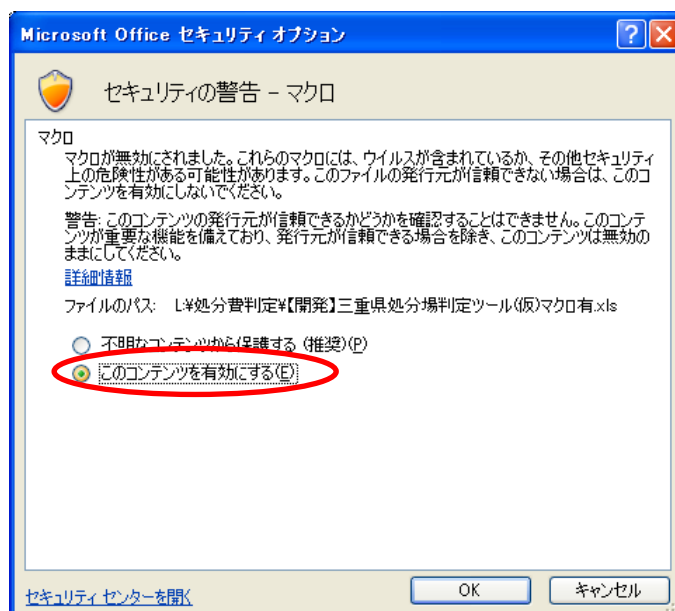 Microsoft Office セキュリティ オプション
セキュリティの警告 - マクロ
マクロ
マクロが無効にされました。これらのマクロには、ウイルスが含まれているか、その他セキュリティ
上の危険性がある可能性があります。このファイルの発行元が信頼できない場合は、このコ
ンテンツを有効にしないでください。
警告: このコンテンツの発行元が信頼できるかどうかを確認することはできません。このコンテ
ンツが重要な機能を備えており、発行元が信頼できる場合を除き、このコンテンツは無効の
ままにしてください。
詳細情報
ファイルのパス: L:¥処分費判定¥【開発】三重県処分場判定ツール(仮)マクロ有.xls
不明なコンテンツから保護する (推奨)(P)
このコンテンツを有効にする(E)
セキュリティ センターを開く
OK
キャンセル